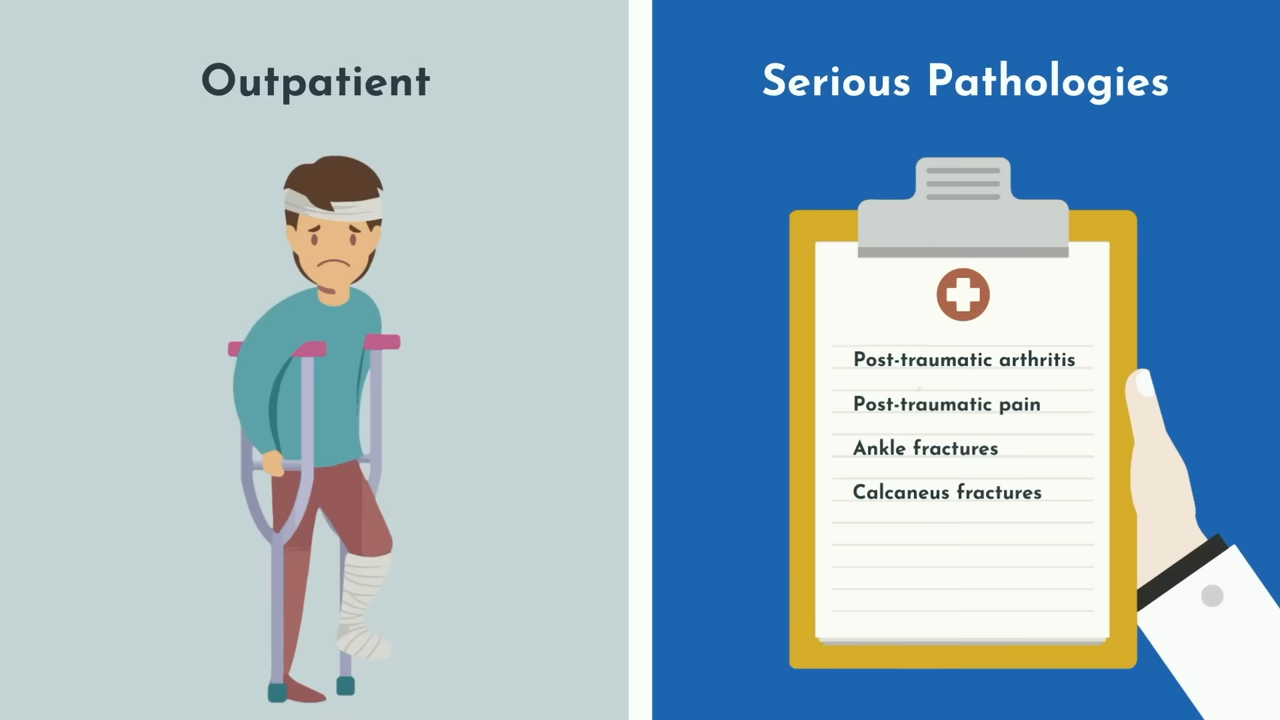 Outpatient
Serious Pathologies
Post-traumatic arthritis
Post-traumatic pain
Ankle fractures
Calcaneus fractures